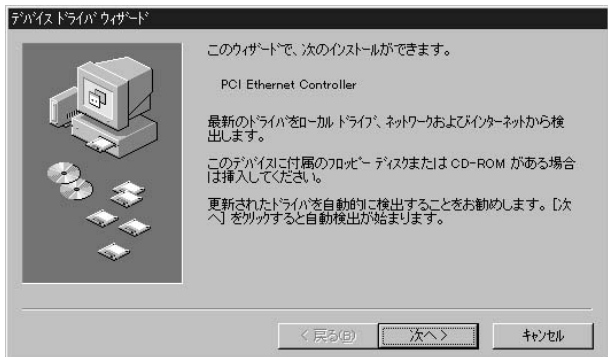 ﾃﾞﾊﾞｲｽ ﾄﾞﾗｲﾊﾞ ｳｨｻﾞｰﾄﾞ
このｳｨｻﾞｰﾄﾞで、次のｲﾝｽﾄｰﾙができます。
PCI Ethernet Controller
最新のﾄﾞﾗｲﾊﾞをﾛｰｶﾙ ﾄﾞﾗｲﾌﾞ、ﾈｯﾄﾜｰｸおよびｲﾝﾀｰﾈｯﾄから検
出します。
このﾃﾞﾊﾞｲｽに付属のﾌﾛｯﾋﾟｰ ﾃﾞｨｽｸまたは CD-ROM がある場合
は挿入してください。
更新されたﾄﾞﾗｲﾊﾞを自動的に検出することをお勧めします。[次
へ] をｸﾘｯｸすると自動検出が始まります。
< 戻る(B)
次へ >
ｷｬﾝｾﾙ